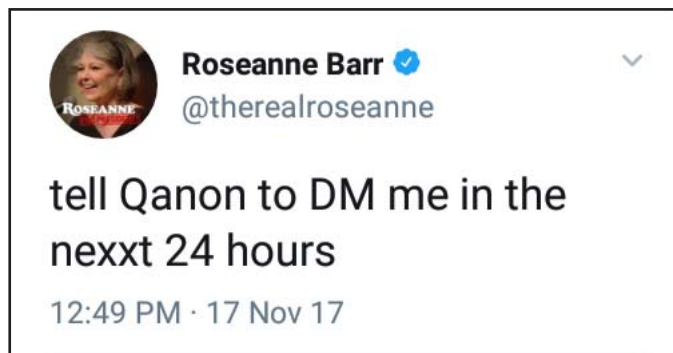 Roseanne Barr
@therealroseanne
ROSEANNE
tell Qanon to DM me in the
nexxt 24 hours
12:49 PM · 17 Nov 17